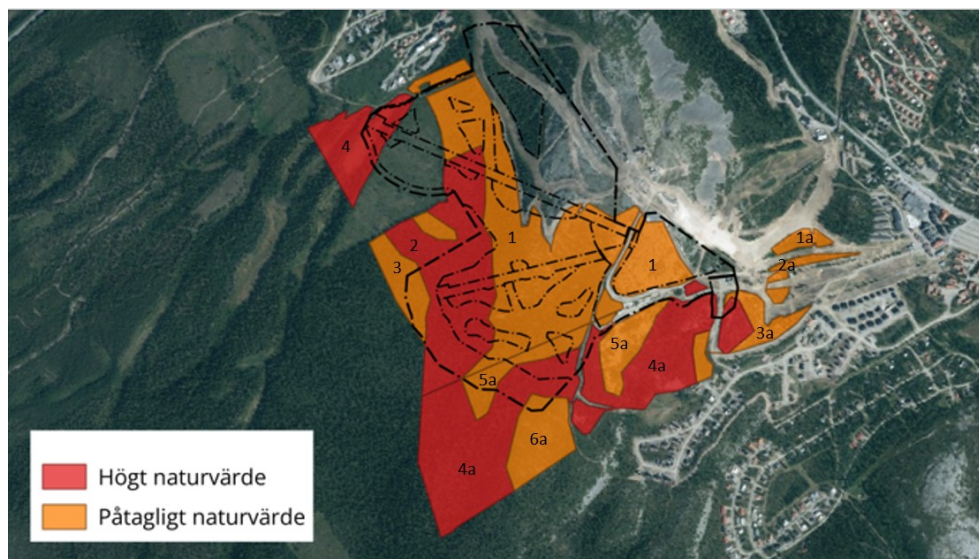 4
2
3
1
1
1a
2a
3a
5a
4a
5a
4a
6a
Högt naturvärde
Påtagligt naturvärde